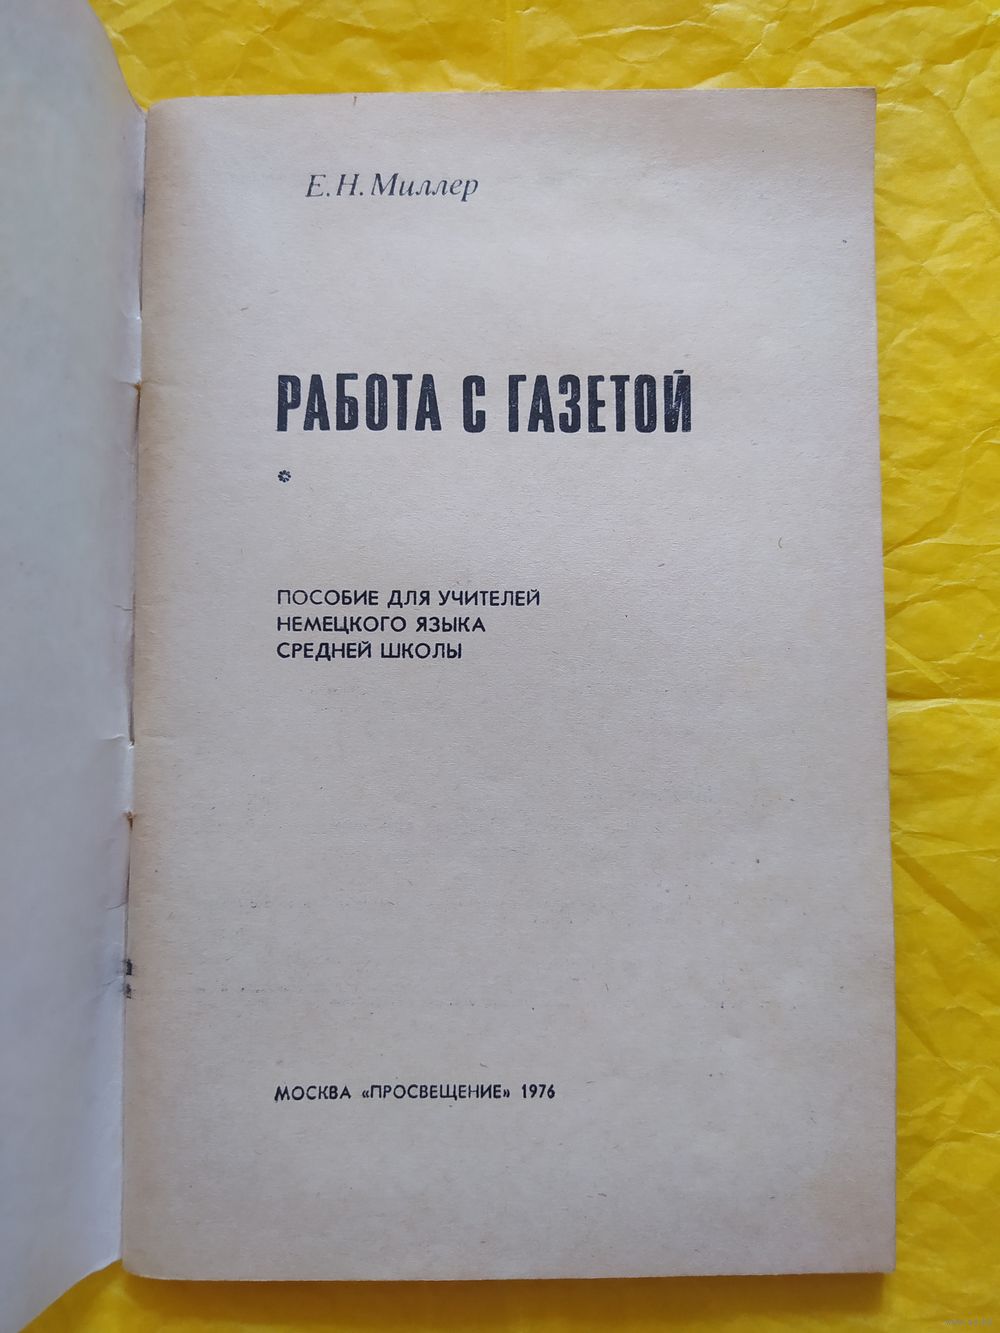 Е. Н. Миллер
РАБОТА С ГАЗЕТОЙ
ПОСОБИЕ ДЛЯ УЧИТЕЛЕЙ
НЕМЕЦКОГО ЯЗЫКА
СРЕДНЕЙ ШКОЛЫ
МОСКВА «ПРОСВЕЩЕНИЕ» 1976